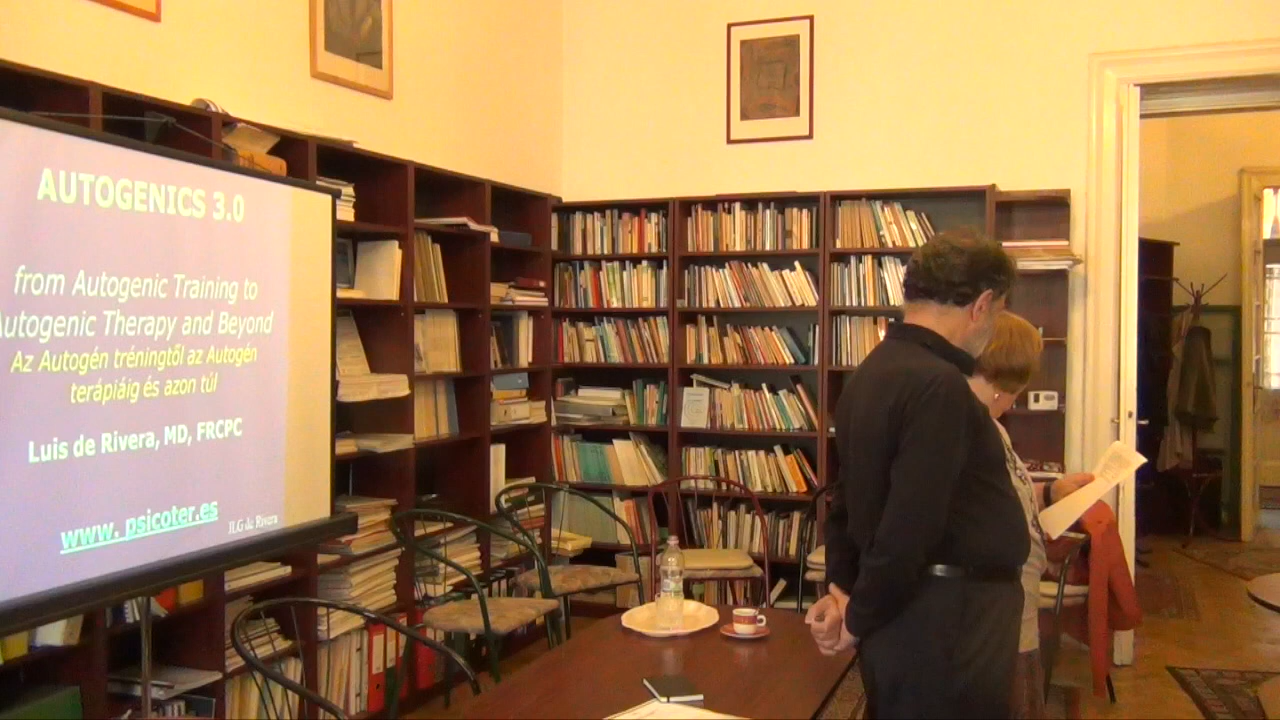 AUTOGENICS 3.0
from Autogenic Training to
Autogenic Therapy and Beyond
Az Autogén tréningtől az Autogén
terápiáig és azon túl
Luis de Rivera, MD, FRCPC
www. psicoter.es
JLG de Rivera